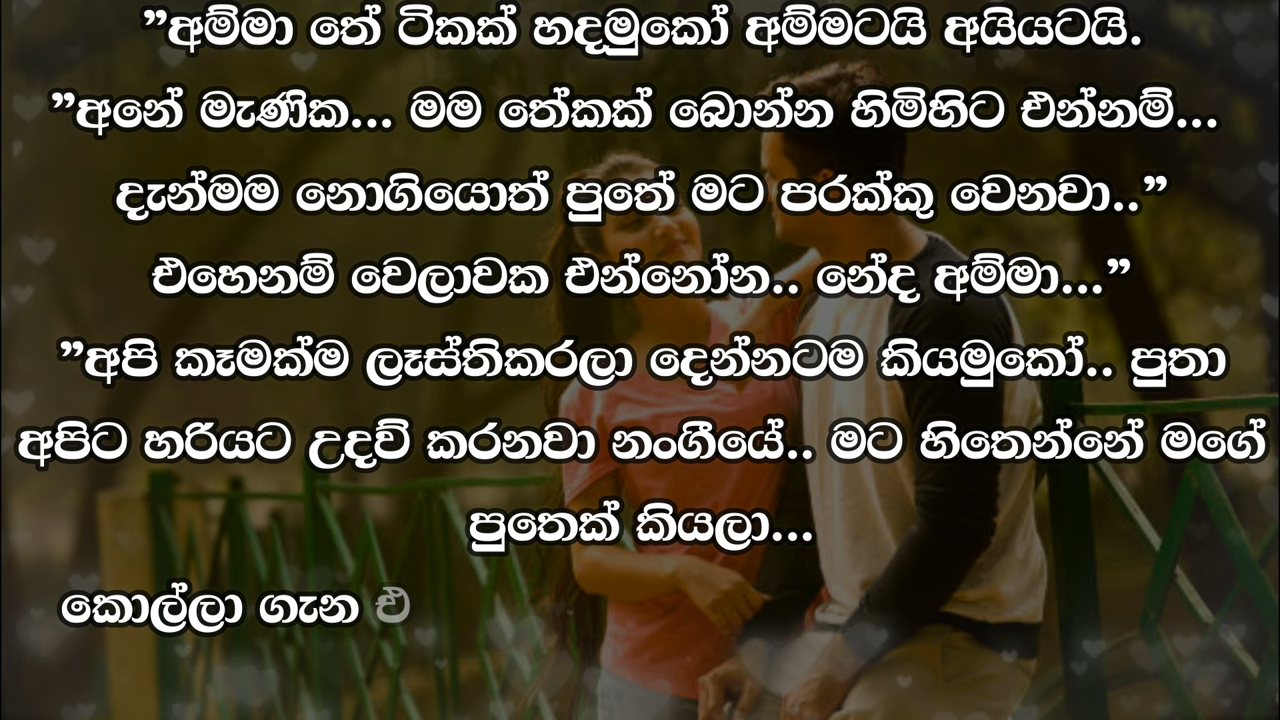 ”අම්මා තේ ටිකක් හදමුකෝ අම්මටයි අයියටයි.
”අනේ මැණික... මම තේකක් බොන්න හිමිහිට එන්නම්...
දැන්මම නොගියොත් පුතේ මට පරක්කු වෙනවා..”
එහෙනම් වෙලාවක එන්නෝන.. නේද අම්මා...”
”අපි කෑමක්ම ලෑස්තිකරලා දෙන්නටම කියමුකෝ.. පුතා
අපිට හරියට උදව් කරනවා නංගීයේ.. මට හිතෙන්නේ මගේ
පුතෙක් කියලා...
කොල්ලා ගැන එ